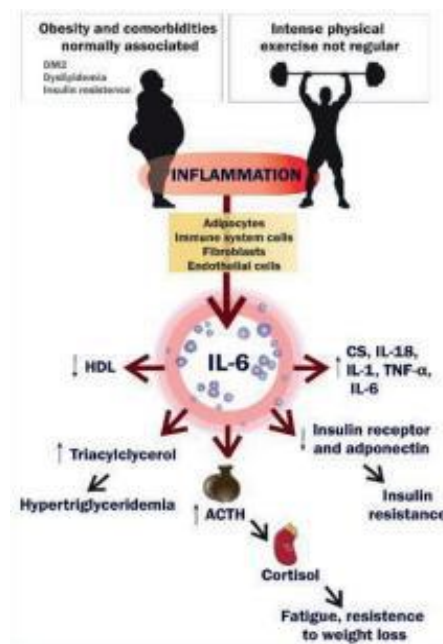 Obesity and comorbidities
normally associated
DM2
Dyslipidemia
Insulin resistence
Intense physical
exercise not regular
INFLAMMATION
Adipocytes
Immune system cells
Fibroblasts
Endothelial cells
IL-6
↓ HDL
↑ CS, IL-18,
IL-1, TNF-α,
IL-6
↑ Triacylclycerol
Hypertriglyceridemia
↓ Insulin receptor
and adponectin
Insulin
resistance
↑ ACTH
Cortisol
Fatigue, resistence
to weight loss